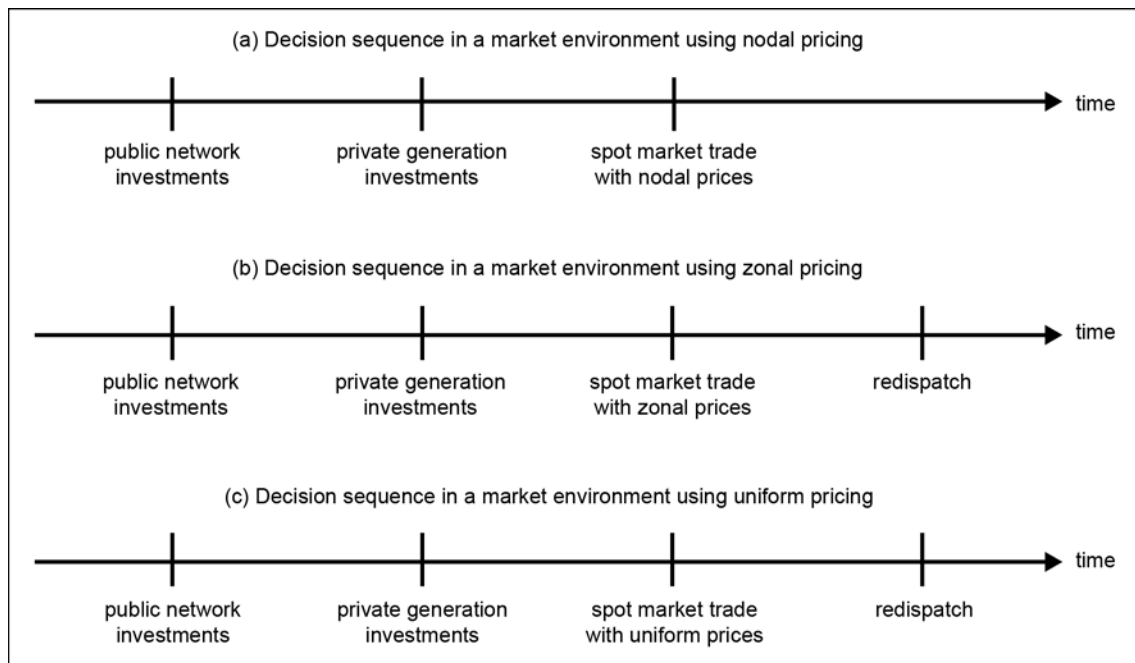 (a) Decision sequence in a market environment using nodal pricing
time
public network
investments
private generation
investments
spot market trade
with nodal prices
(b) Decision sequence in a market environment using zonal pricing
time
public network
investments
private generation
investments
spot market trade
with zonal prices
redispatch
(c) Decision sequence in a market environment using uniform pricing
time
public network
investments
private generation
investments
spot market trade
with uniform prices
redispatch